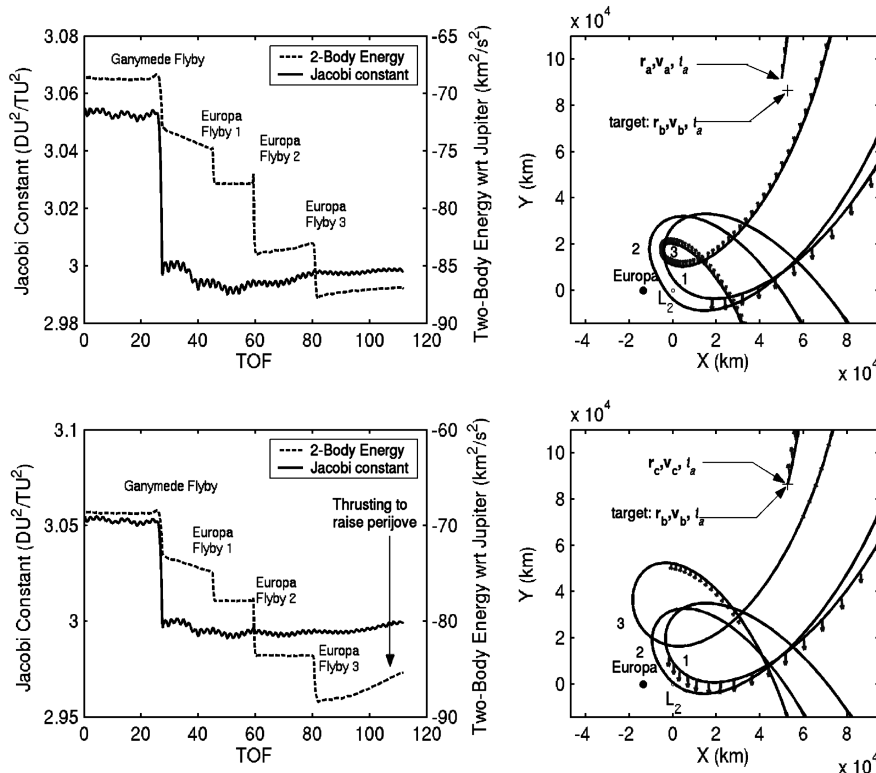 3.08
3.06
3.04
3.02
3
2.98
0
20
40
60
80
100
120
-65
-70
-75
-80
-85
-90
Jacobi Constant (DU²/TU²)
TOF
Two-Body Energy wrt Jupiter (km²/s²)
2-Body Energy
Jacobi constant
Ganymede Flyby
Europa
Flyby 1
Europa
Flyby 2
Europa
Flyby 3
x 10⁴
10
8
6
4
2
0
-4
-2
0
2
4
6
8
x 10⁴
Y (km)
X (km)
rₐ,vₐ, tₐ
target: r_b,v_b, tₐ
2
3
1
Europa
L₂
3.1
3.05
3
2.95
0
20
40
60
80
100
120
-60
-70
-80
-90
Jacobi Constant (DU²/TU²)
TOF
Two-Body Energy wrt Jupiter (km²/s²)
2-Body Energy
Jacobi constant
Ganymede Flyby
Thrusting to
raise perijove
Europa
Flyby 1
Europa
Flyby 2
Europa
Flyby 3
x 10⁴
10
8
6
4
2
0
-4
-2
0
2
4
6
8
x 10⁴
Y (km)
X (km)
r_c,v_c, tₐ
target: r_b,v_b, tₐ
3
2
1
Europa
L₂